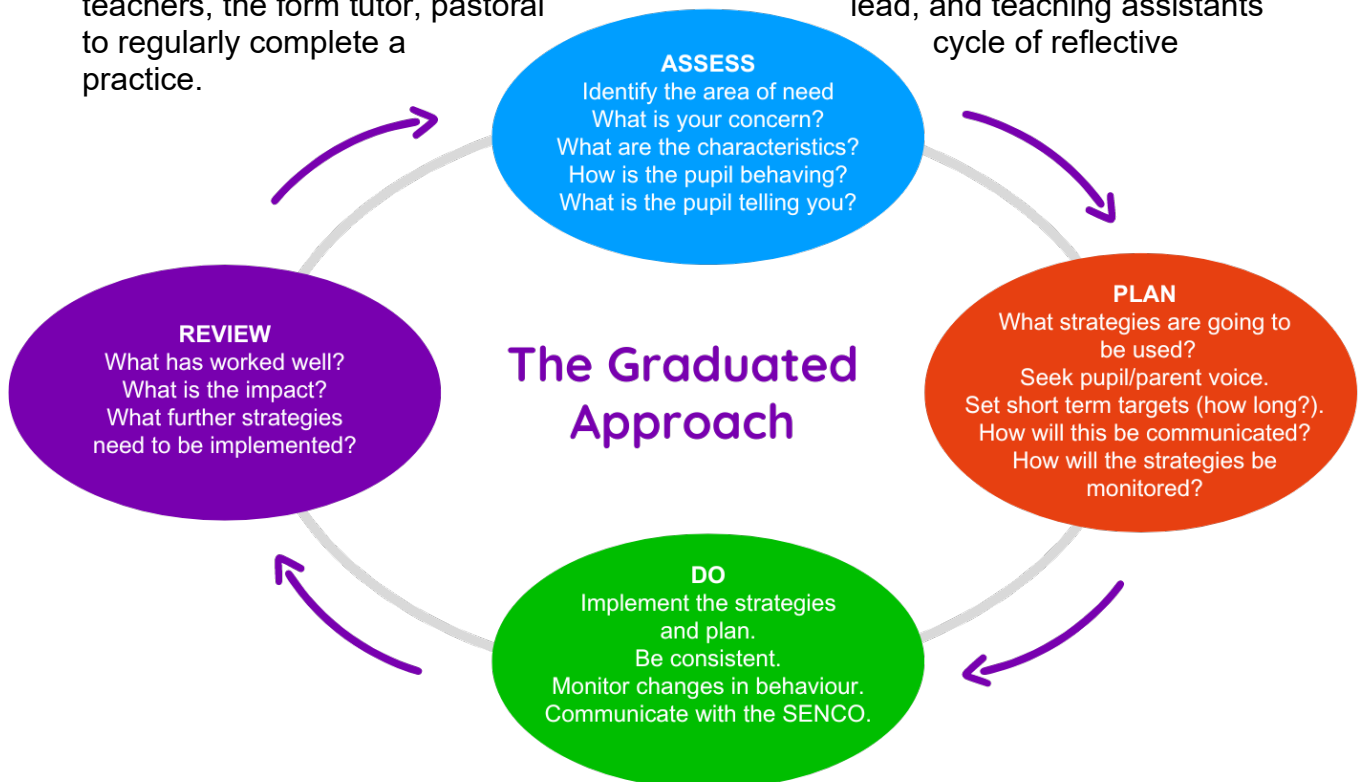 teachers, the form tutor, pastoral lead, and teaching assistants
to regularly complete a cycle of reflective
practice.
ASSESS
Identify the area of need
What is your concern?
What are the characteristics?
How is the pupil behaving?
What is the pupil telling you?
PLAN
What strategies are going to
be used?
Seek pupil/parent voice.
Set short term targets (how long?).
How will this be communicated?
How will the strategies be
monitored?
DO
Implement the strategies
and plan.
Be consistent.
Monitor changes in behaviour.
Communicate with the SENCO.
REVIEW
What has worked well?
What is the impact?
What further strategies
need to be implemented?
The Graduated
Approach